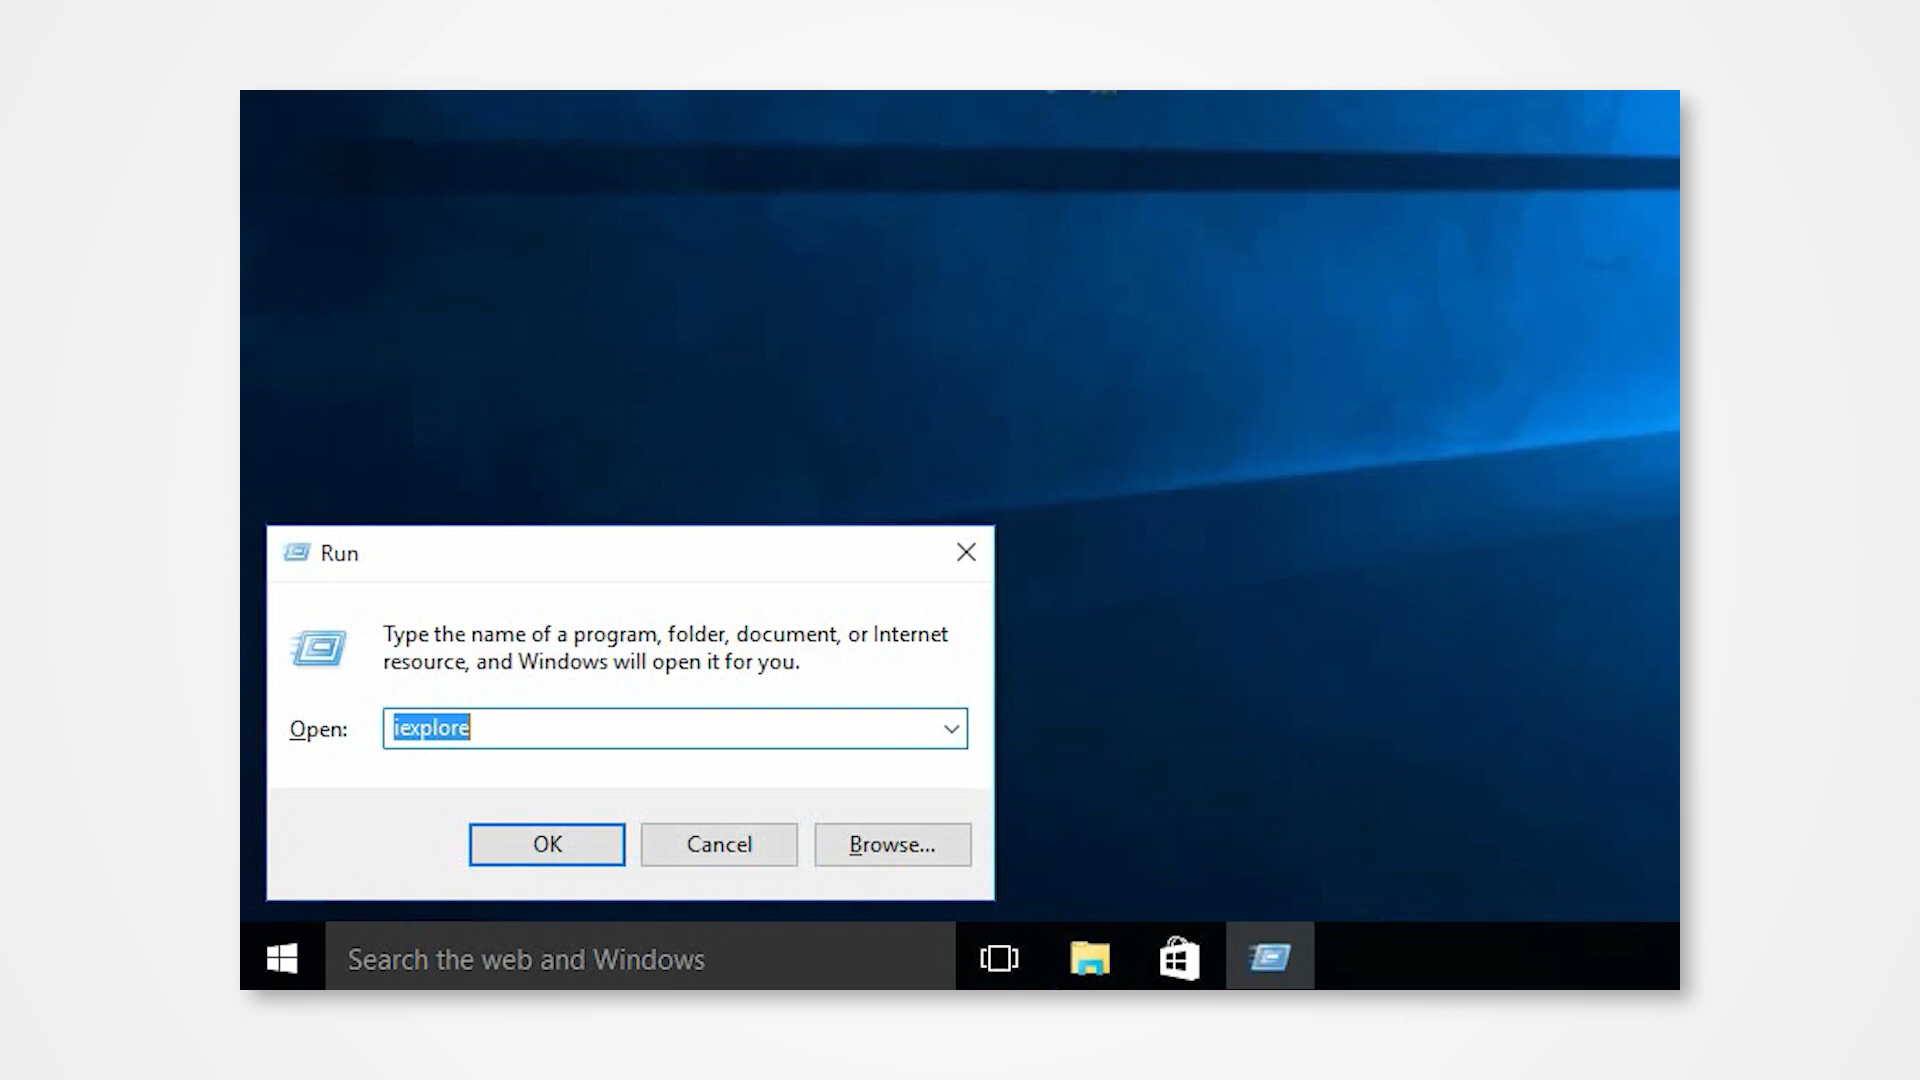 Run
Type the name of a program, folder, document, or Internet
resource, and Windows will open it for you.
Open: iexplore
OK Cancel Browse...
Search the web and Windows